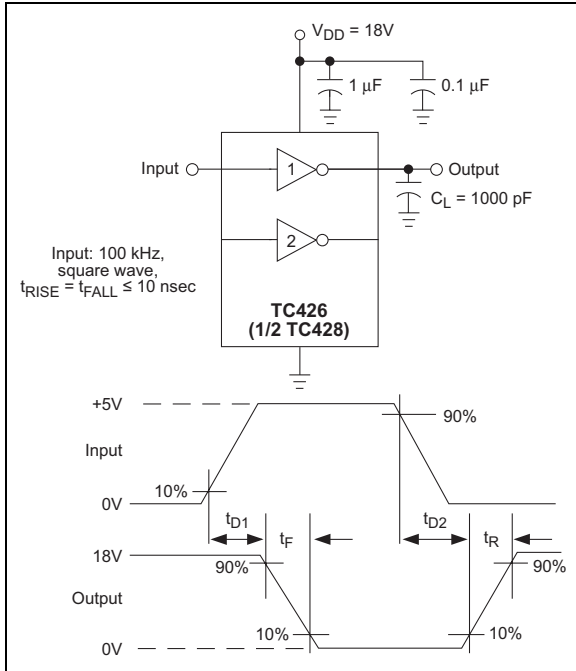 V_DD = 18V
1 μF
0.1 μF
Input
1
Output
C_L = 1000 pF
2
Input: 100 kHz,
square wave,
t_RISE = t_FALL ≤ 10 nsec
TC426
(1/2 TC428)
+5V
90%
Input
10%
0V
t_D1
t_F
t_D2
t_R
18V
90%
90%
Output
10%
10%
0V